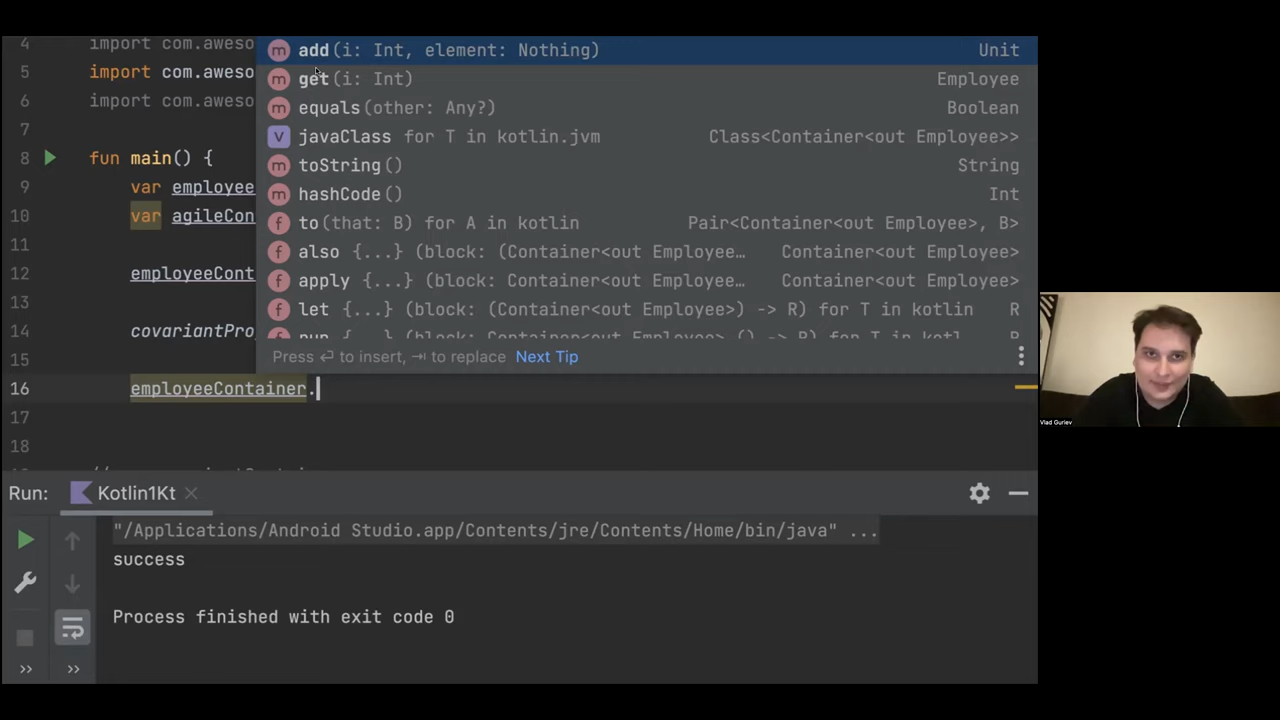 4 import com.aweso
add(i: Int, element: Nothing) Unit
5 import com.aweso
get(i: Int) Employee
6 import com.aweso
equals(other: Any?) Boolean
7
javaClass for T in kotlin.jvm Class<Container<out Employee>>
8 fun main() {
toString() String
9 var employee
hashCode() Int
10 var agileCon
to(that: B) for A in kotlin Pair<Container<out Employee>, B>
11
also {...} (block: (Container<out Employee… Container<out Employee>
12 employeeCont
apply {...} (block: Container<out Employee… Container<out Employee>
13
let {...} (block: (Container<out Employee>) -> R) for T in kotlin R
14 covariantPro
15
Press ⏎ to insert, ⇥ to replace Next Tip
16 employeeContainer.
17
18
Vlad Guriev
Run: Kotlin1Kt
"/Applications/Android Studio.app/Contents/jre/Contents/Home/bin/java" ...
success
Process finished with exit code 0